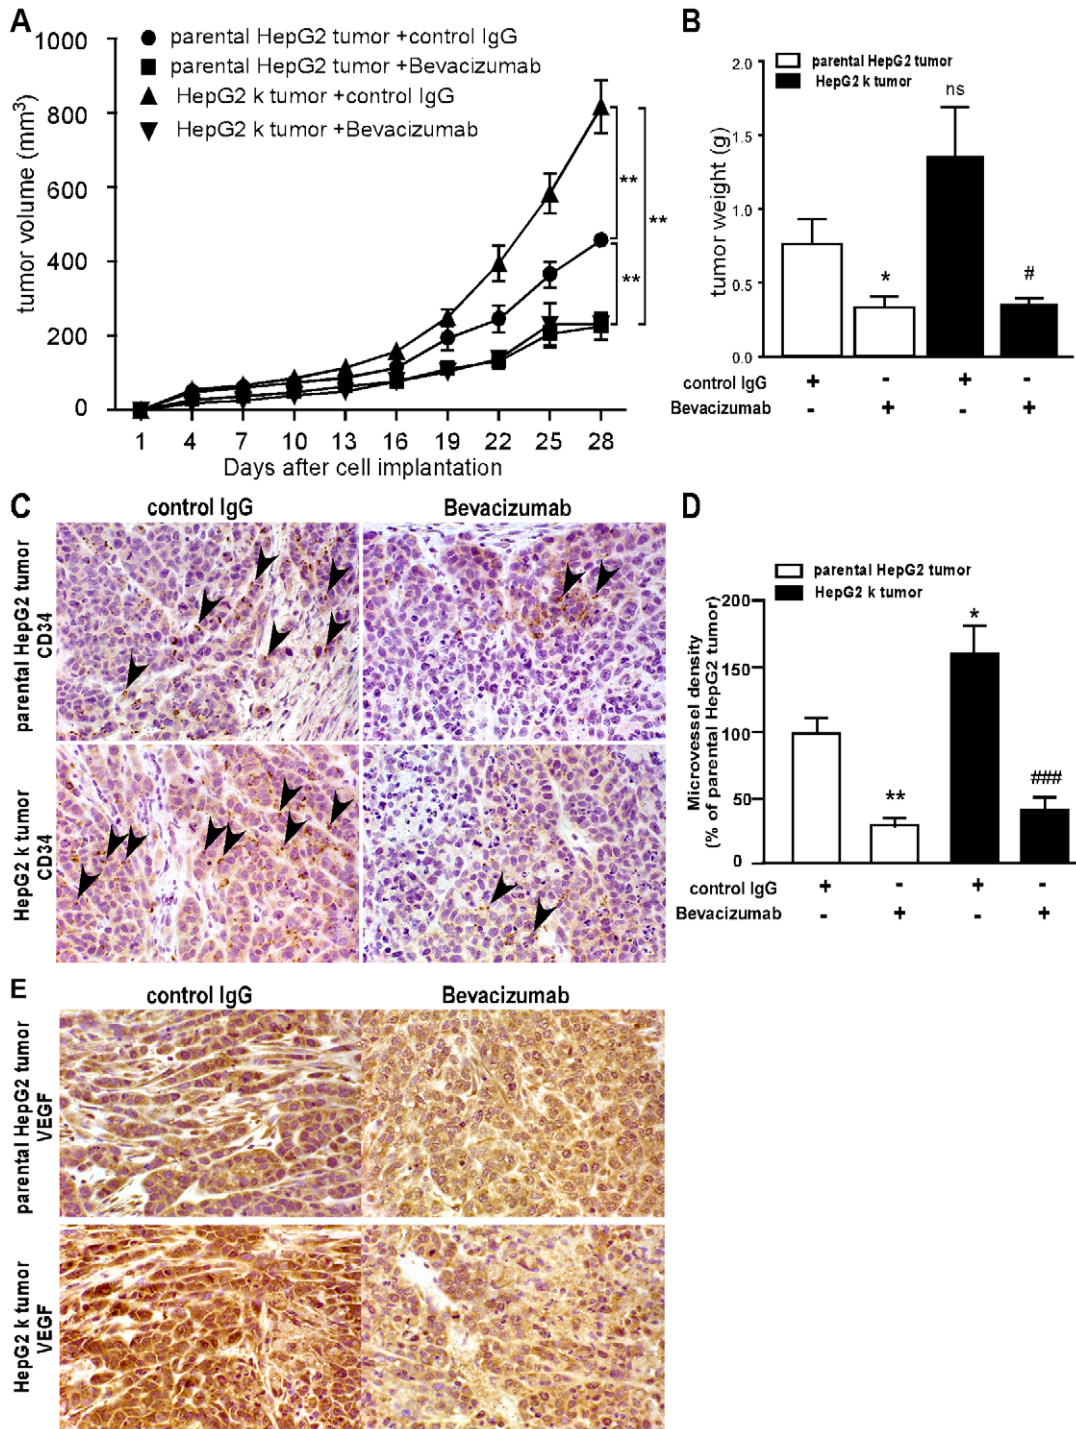 A
1000
800
600
400
200
0
tumor volume (mm³)
parental HepG2 tumor +control IgG
parental HepG2 tumor +Bevacizumab
HepG2 k tumor +control IgG
HepG2 k tumor +Bevacizumab
**
**
**
1 4 7 10 13 16 19 22 25 28
Days after cell implantation
B
parental HepG2 tumor
HepG2 k tumor
2.0
1.5
1.0
0.5
0.0
tumor weight (g)
*
ns
#
control IgG + - + -
Bevacizumab - + - +
C
control IgG
Bevacizumab
parental HepG2 tumor
CD34
HepG2 k tumor
CD34
D
parental HepG2 tumor
HepG2 k tumor
200
150
100
50
0
Microvessel density
(% of parental HepG2 tumor)
**
*
###
control IgG + - + -
Bevacizumab - + - +
E
control IgG
Bevacizumab
parental HepG2 tumor
VEGF
HepG2 k tumor
VEGF